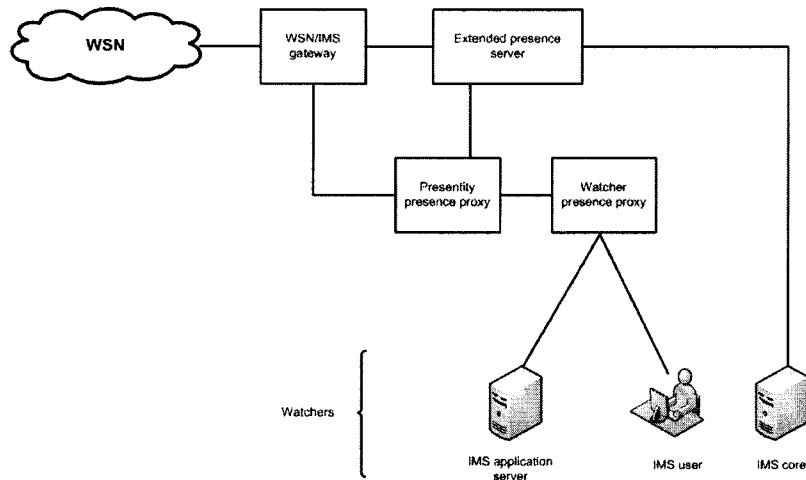 WSN
WSN/IMS
gateway
Extended presence
server
Presentity
presence proxy
Watcher
presence proxy
Watchers
IMS application
server
IMS user
IMS core